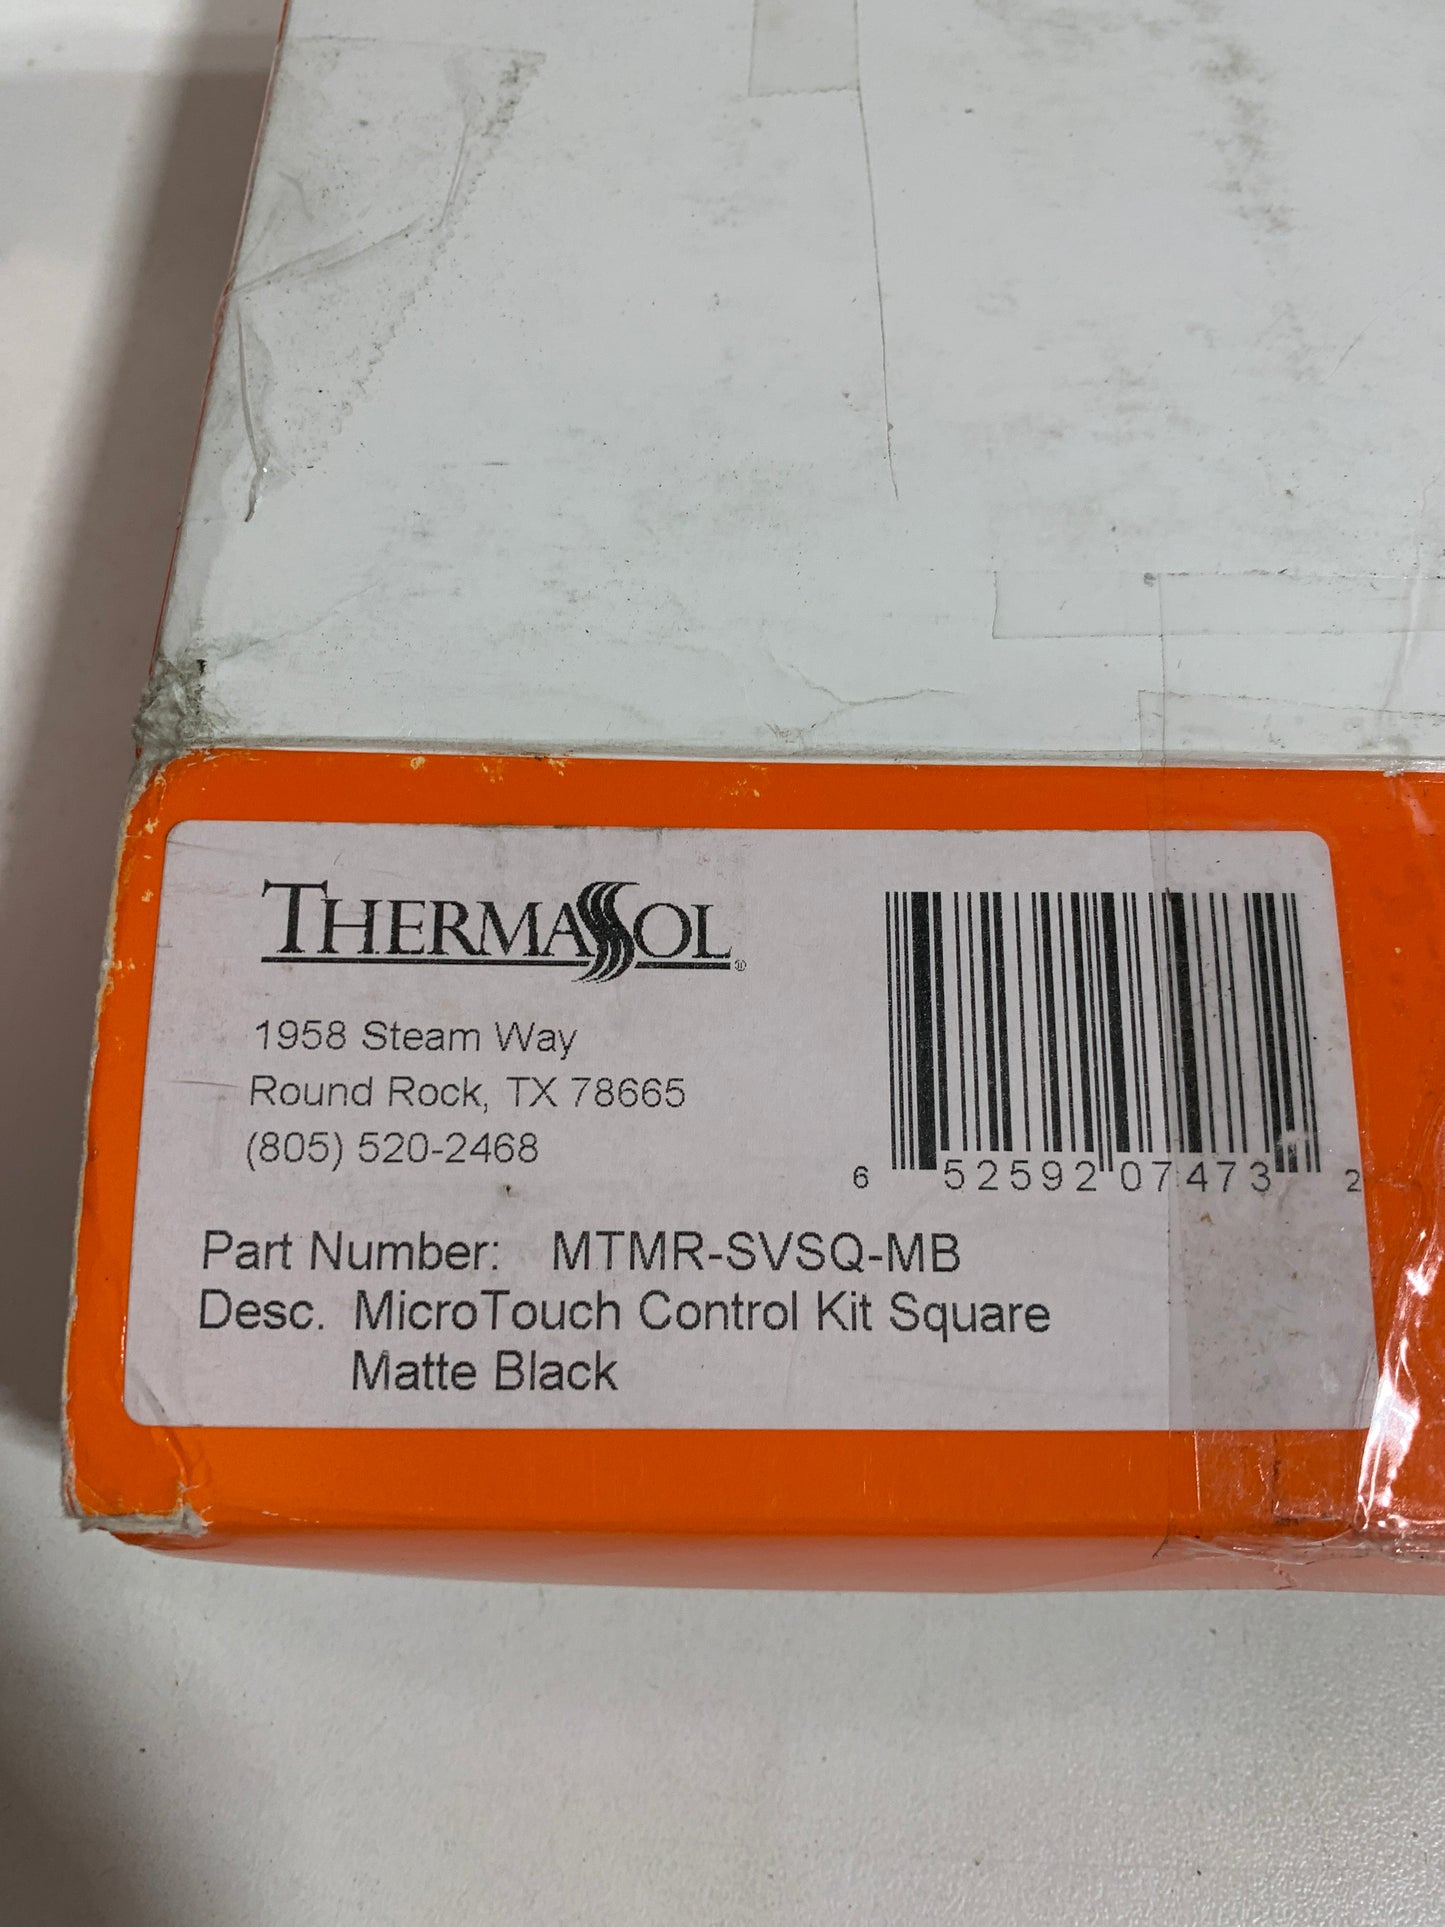 THERMASOL®
1958 Steam Way
Round Rock, TX 78665
(805) 520-2468
6 52592 07473 2
Part Number: MTMR-SVSQ-MB
Desc. MicroTouch Control Kit Square
Matte Black